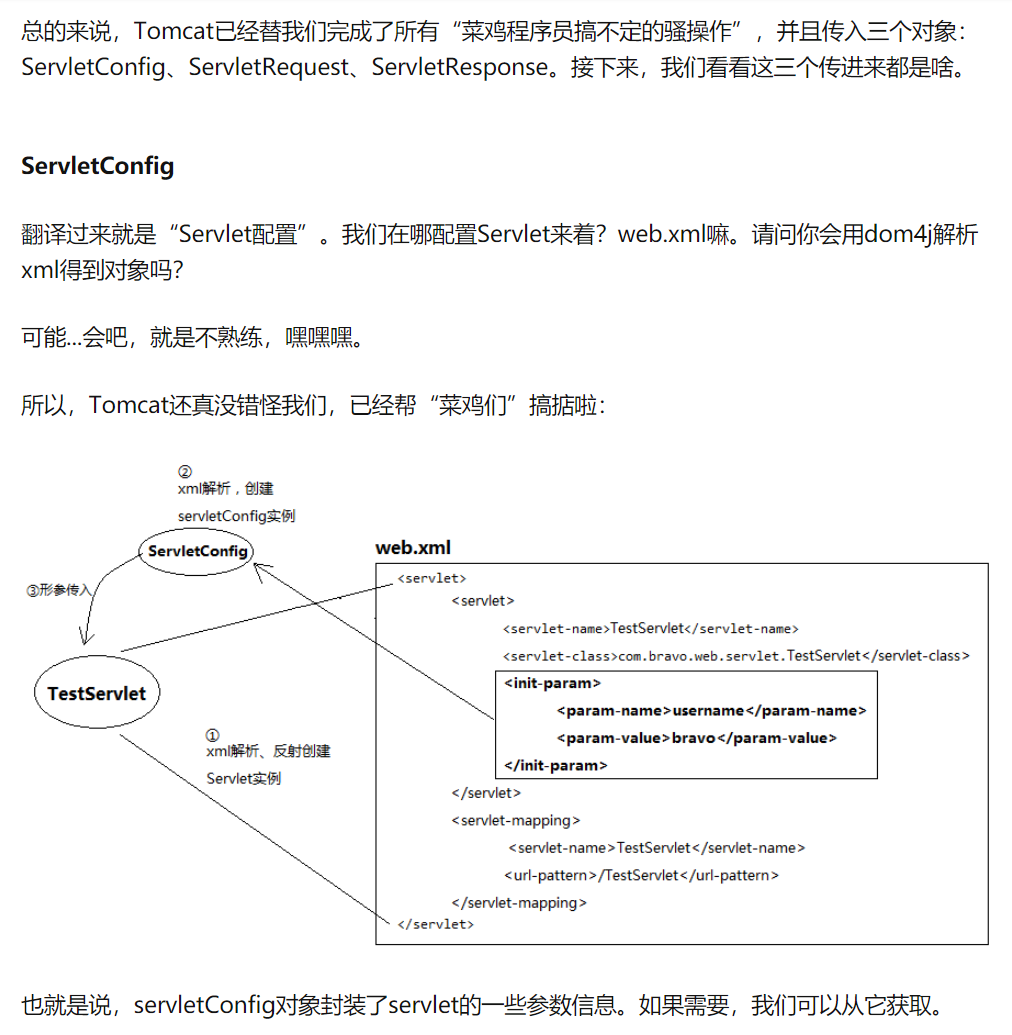 总的来说，Tomcat已经替我们完成了所有“菜鸡程序员搞不定的骚操作”，并且传入三个对象：
ServletConfig、ServletRequest、ServletResponse。接下来，我们看看这三个传进来都是啥。
ServletConfig
翻译过来就是“Servlet配置”。我们在哪配置Servlet来着？web.xml嘛。请问你会用dom4j解析
xml得到对象吗？
可能...会吧，就是不熟练，嘿嘿嘿。
所以，Tomcat还真没错怪我们，已经帮“菜鸡们”搞掂啦：
②
xml解析，创建
servletConfig实例
ServletConfig
③形参传入
TestServlet
①
xml解析、反射创建
Servlet实例
web.xml
<servlet>
<servlet>
<servlet-name>TestServlet</servlet-name>
<servlet-class>com.bravo.web.servlet.TestServlet</servlet-class>
<init-param>
<param-name>username</param-name>
<param-value>bravo</param-value>
</init-param>
</servlet>
<servlet-mapping>
<servlet-name>TestServlet</servlet-name>
<url-pattern>/TestServlet</url-pattern>
</servlet-mapping>
</servlet>
也就是说，servletConfig对象封装了servlet的一些参数信息。如果需要，我们可以从它获取。